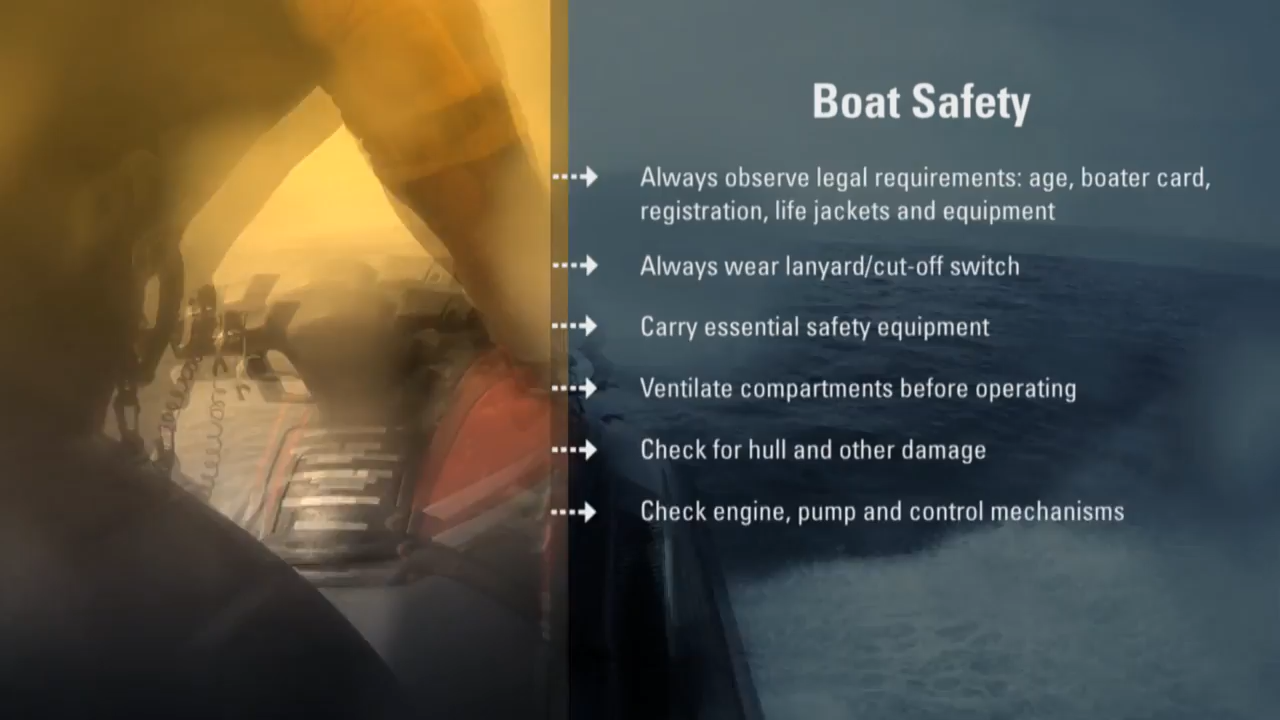 Boat Safety
Always observe legal requirements: age, boater card,
registration, life jackets and equipment
Always wear lanyard/cut-off switch
Carry essential safety equipment
Ventilate compartments before operating
Check for hull and other damage
Check engine, pump and control mechanisms